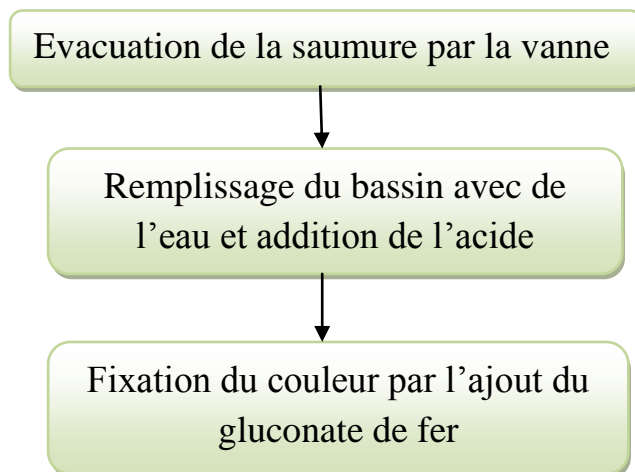 Evacuation de la saumure par la vanne
Remplissage du bassin avec de
l’eau et addition de l’acide
Fixation du couleur par l’ajout du
gluconate de fer